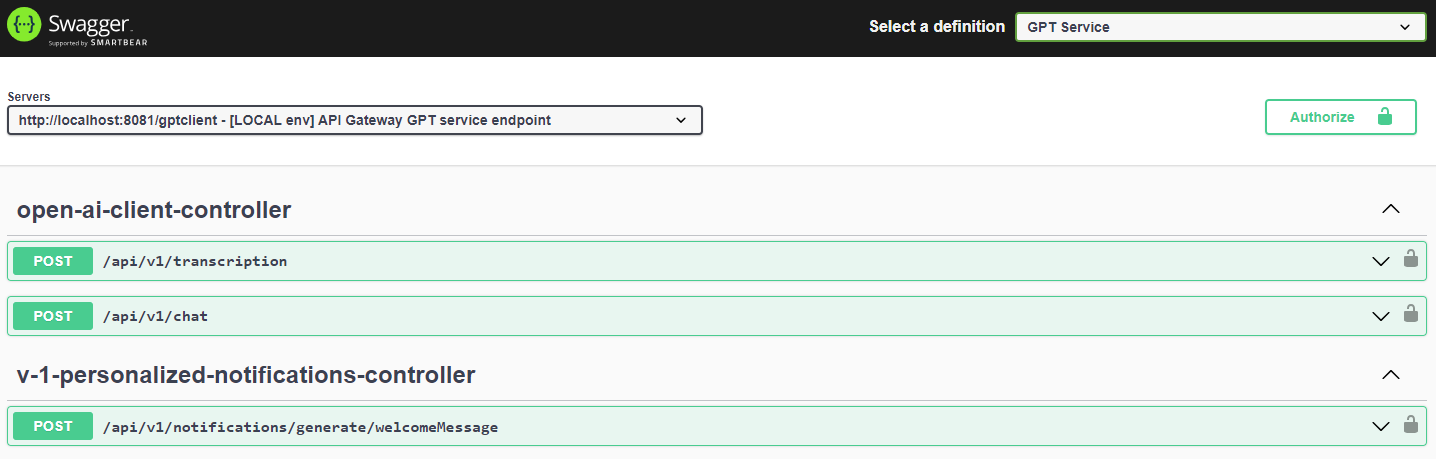 {···} Swagger
Supported by SMARTBEAR
Select a definition
GPT Service
Servers
http://localhost:8081/gptclient - [LOCAL env] API Gateway GPT service endpoint
Authorize
open-ai-client-controller
POST /api/v1/transcription
POST /api/v1/chat
v-1-personalized-notifications-controller
POST /api/v1/notifications/generate/welcomeMessage